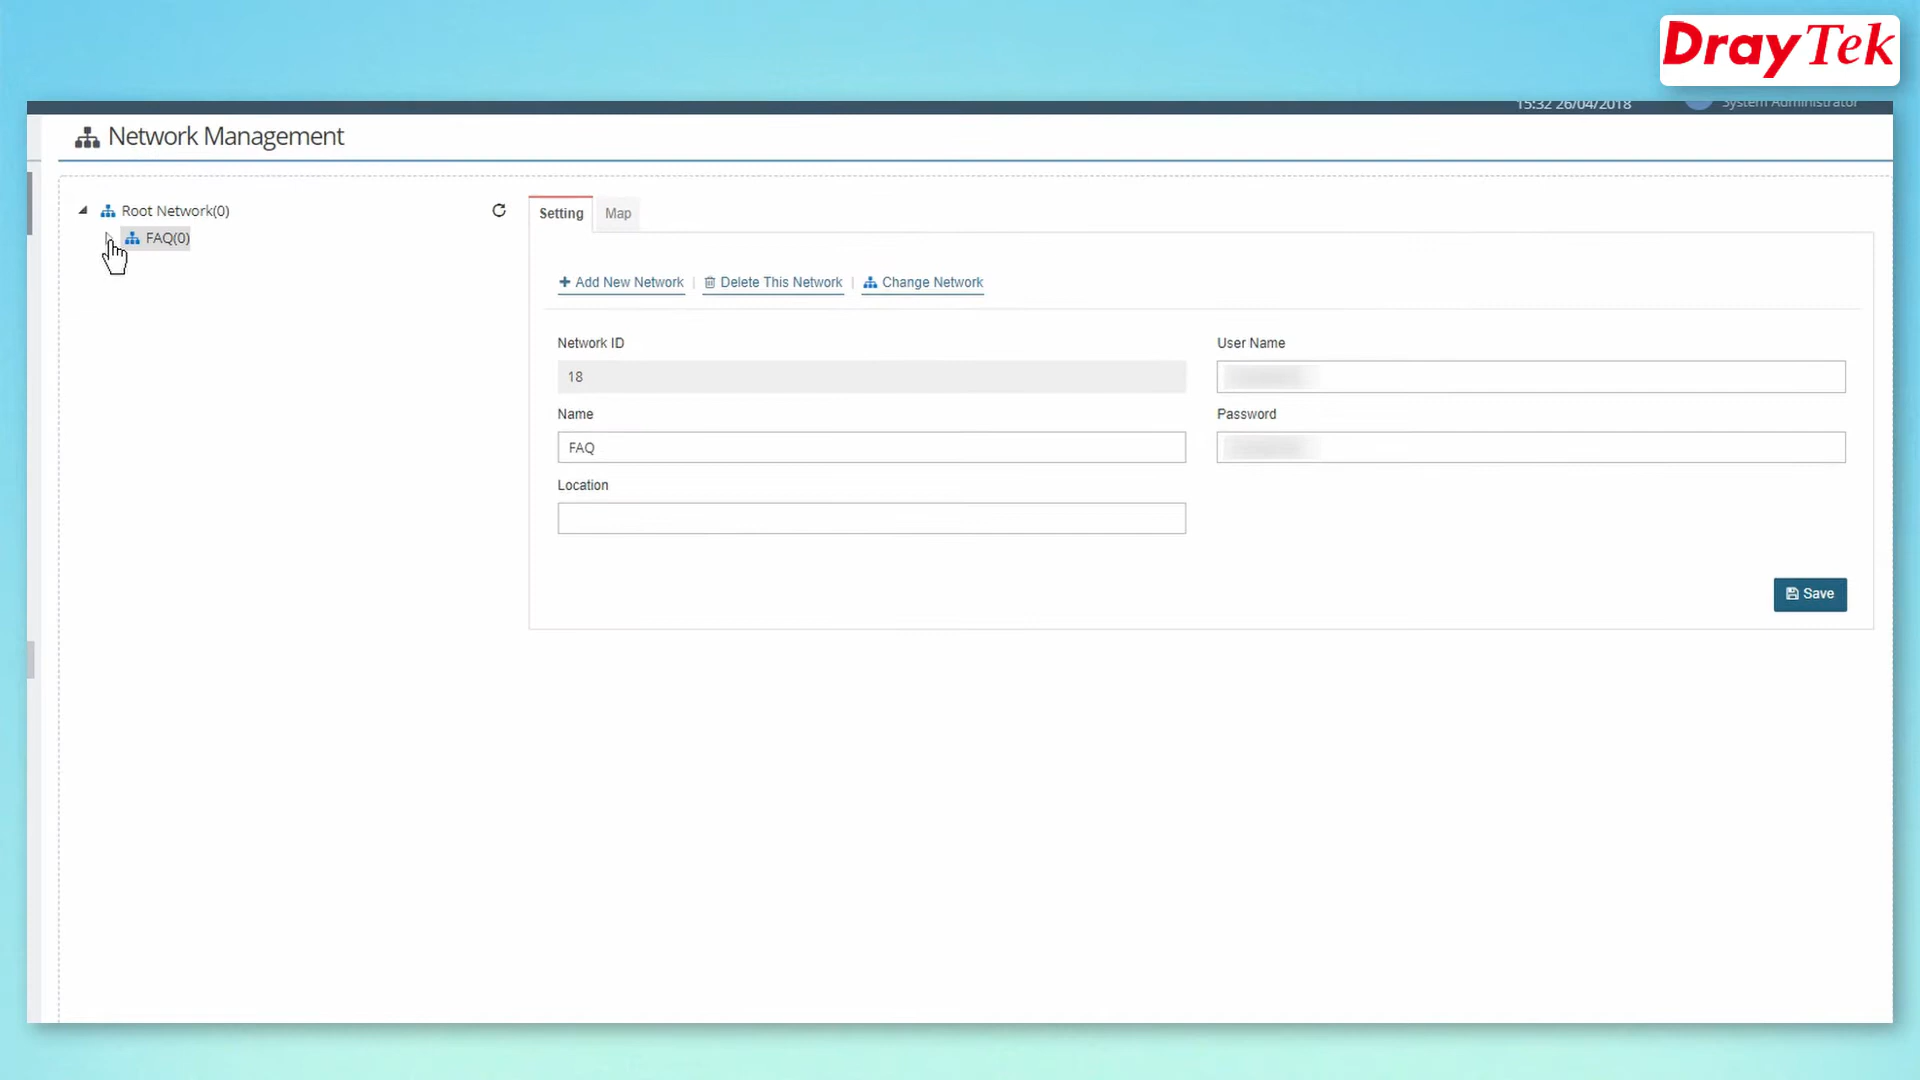 DrayTek
15:32 26/04/2018
System Administrator
Network Management
Root Network(0)
FAQ(0)
Setting
Map
Add New Network
Delete This Network
Change Network
Network ID
User Name
18
Name
Password
FAQ
Location
Save